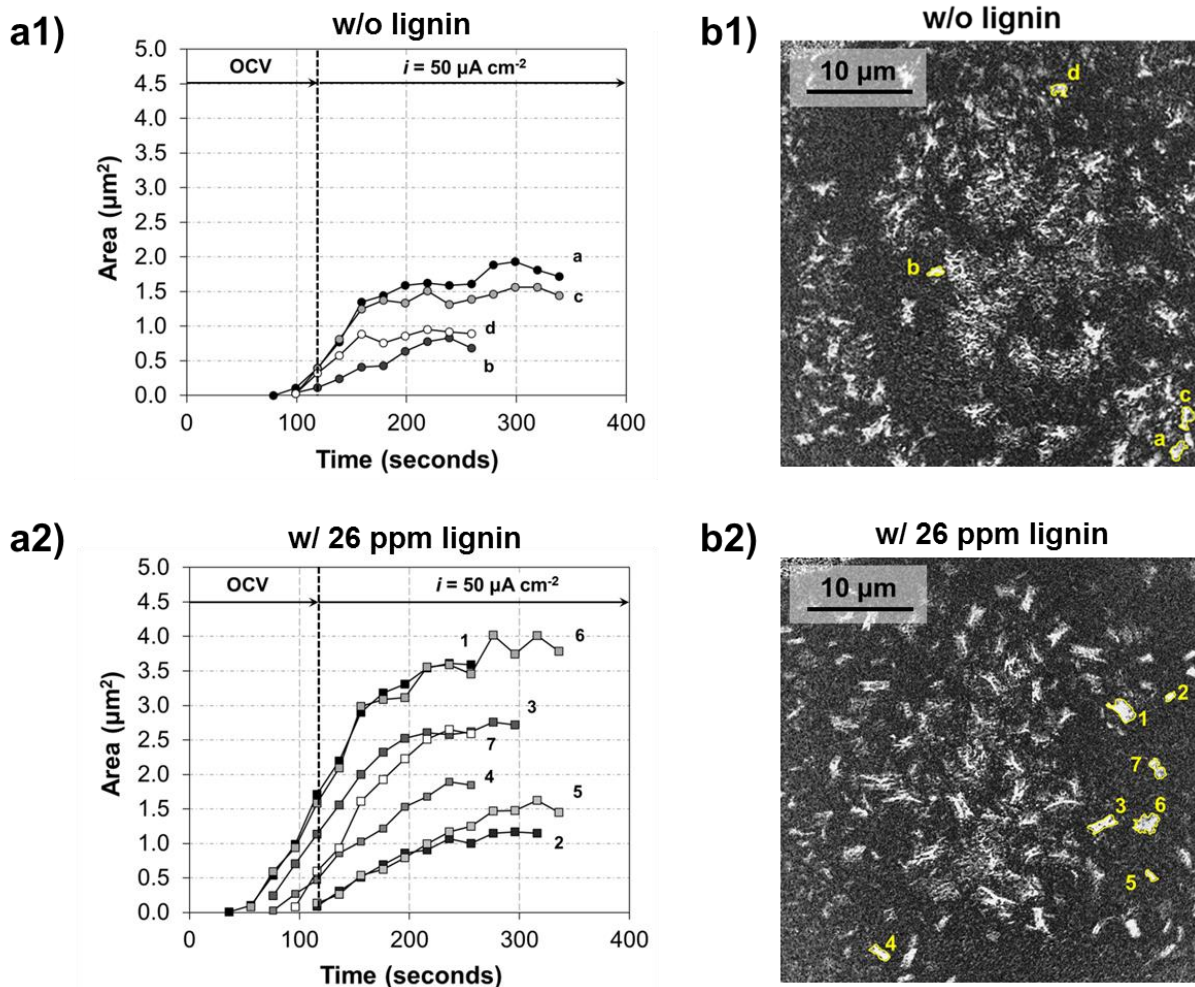 a1)
w/o lignin
5.0
4.5
4.0
3.5
3.0
2.5
2.0
1.5
1.0
0.5
0.0
Area (µm²)
OCV
i = 50 µA cm⁻²
a
c
d
b
0 100 200 300 400
Time (seconds)
b1)
w/o lignin
10 µm
d
b
c
a
a2)
w/ 26 ppm lignin
5.0
4.5
4.0
3.5
3.0
2.5
2.0
1.5
1.0
0.5
0.0
Area (µm²)
OCV
i = 50 µA cm⁻²
1
6
3
7
4
5
2
0 100 200 300 400
Time (seconds)
b2)
w/ 26 ppm lignin
10 µm
2
1
7
3 6
5
4